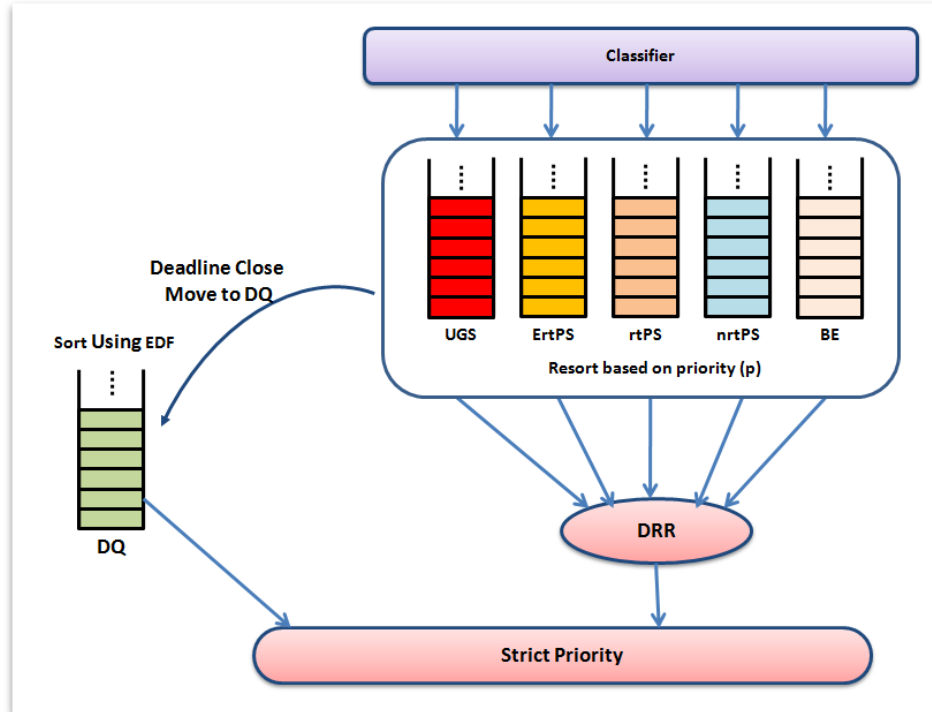 Classifier
UGS
ErtPS
rtPS
nrtPS
BE
Resort based on priority (p)
Deadline Close
Move to DQ
Sort Using EDF
DQ
DRR
Strict Priority